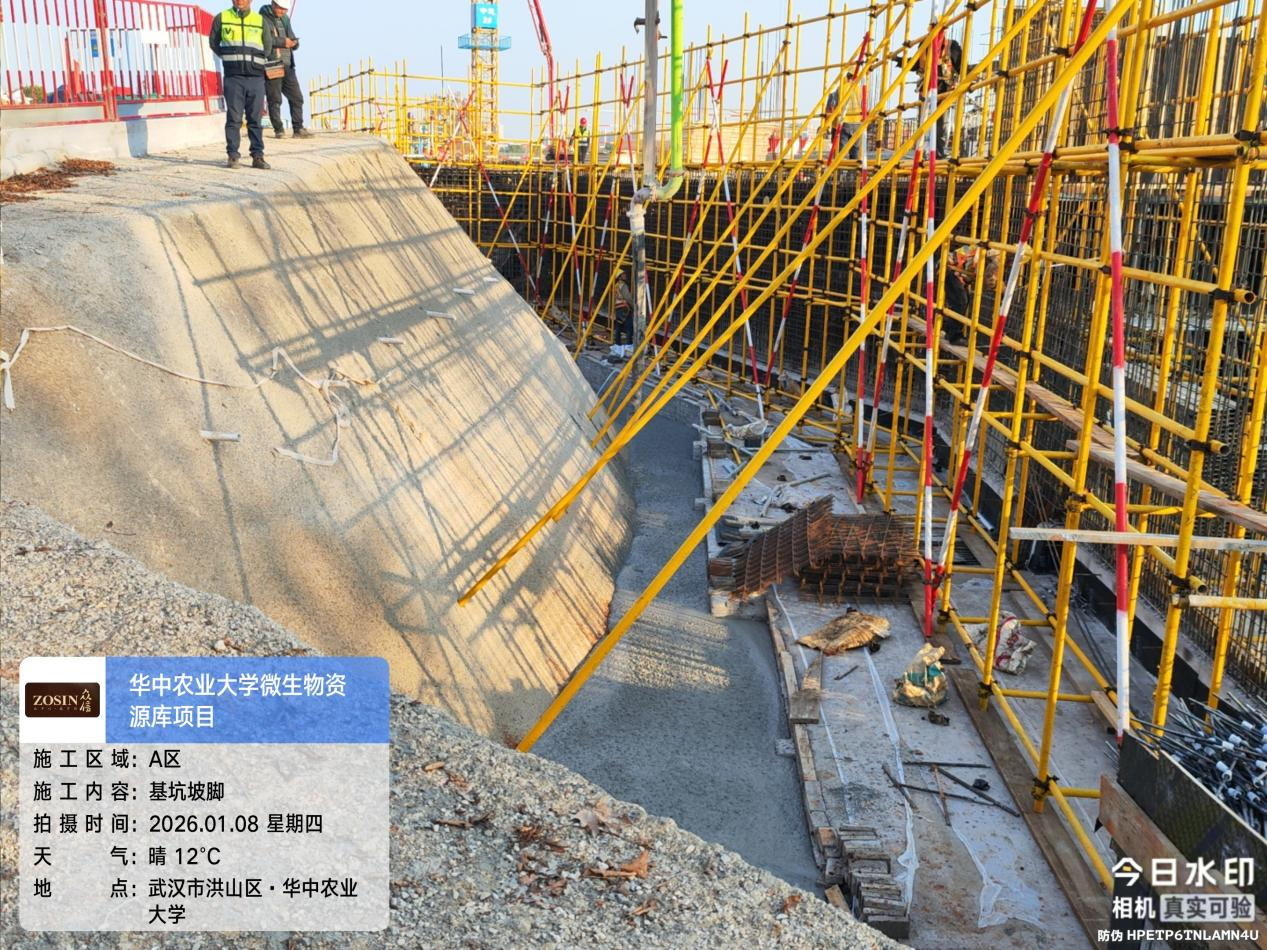 ZOSIN 众信
华中农业大学微生物资
源库项目
施工区域：A区
施工内容：基坑坡脚
拍摄时间：2026.01.08 星期四
天气：晴 12°C
地点：武汉市洪山区·华中农业
大学
今日水印
相机 真实可验
防伪 HPETP6TNLAMN4U